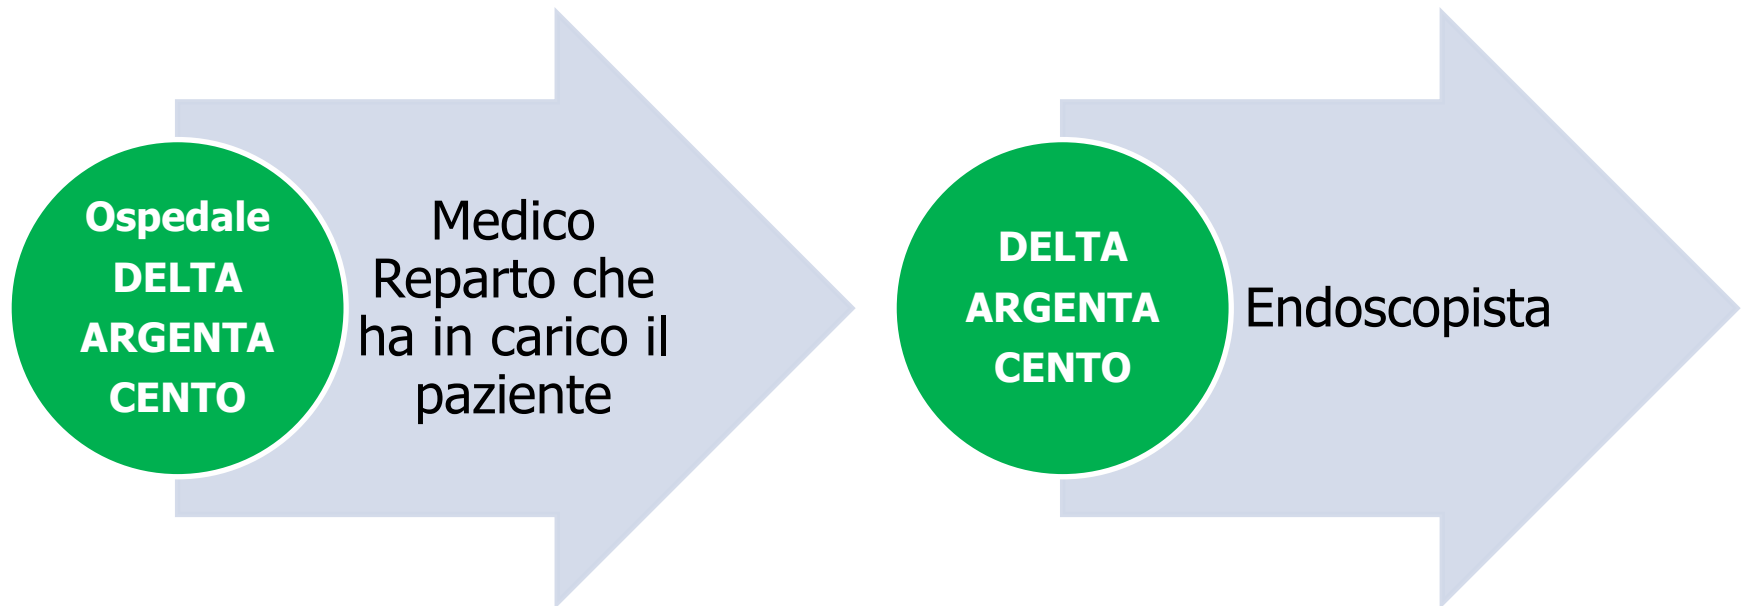 Ospedale
DELTA
ARGENTA
CENTO
Medico
Reparto che
ha in carico il
paziente
DELTA
ARGENTA
CENTO
Endoscopista